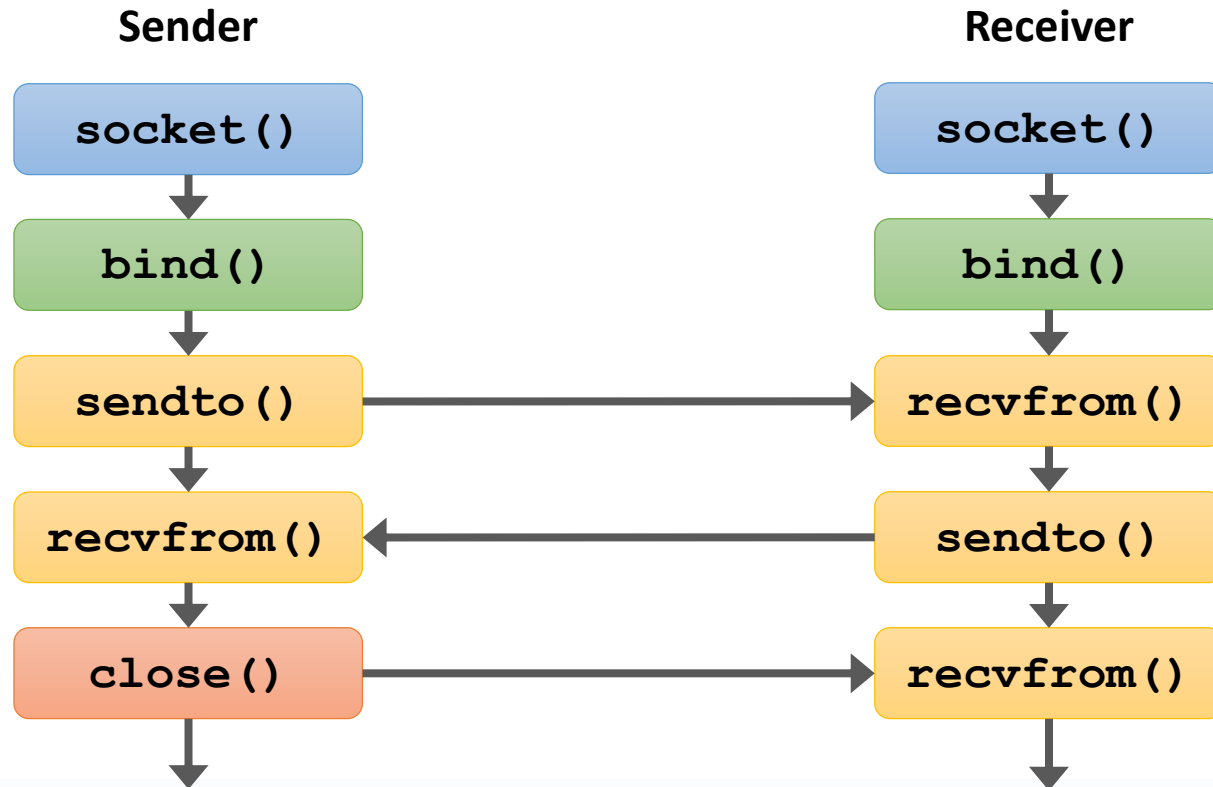 Sender
Receiver
socket()
socket()
bind()
bind()
sendto()
recvfrom()
recvfrom()
sendto()
close()
recvfrom()